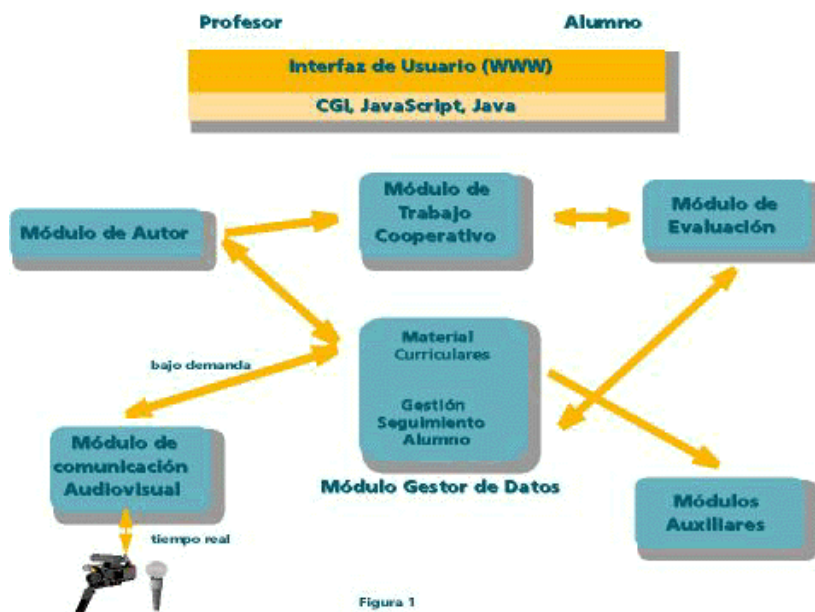 Profesor
Alumno
Interfaz de Usuario (WWW)
CGI, JavaScript, Java
Módulo de Autor
Módulo de
Trabajo
Cooperativo
Módulo de
Evaluación
bajo demanda
Material
Curriculares
Gestión
Seguimiento
Alumno
Módulo Gestor de Datos
Módulo de
comunicación
Audiovisual
tiempo real
Módulos
Auxiliares
Figura 1